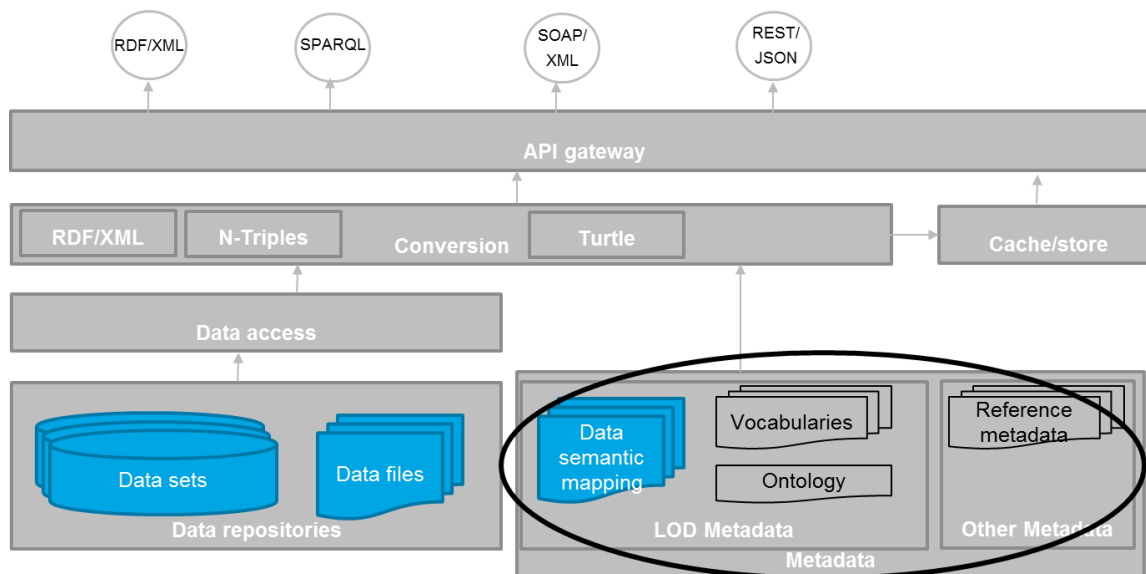 RDF/XML
SPARQL
SOAP/
XML
REST/
JSON
API gateway
RDF/XML
N-Triples
Conversion
Turtle
Cache/store
Data access
Data sets
Data files
Data repositories
Data
semantic
mapping
Vocabularies
Ontology
LOD Metadata
Reference
metadata
Other Metadata
Metadata